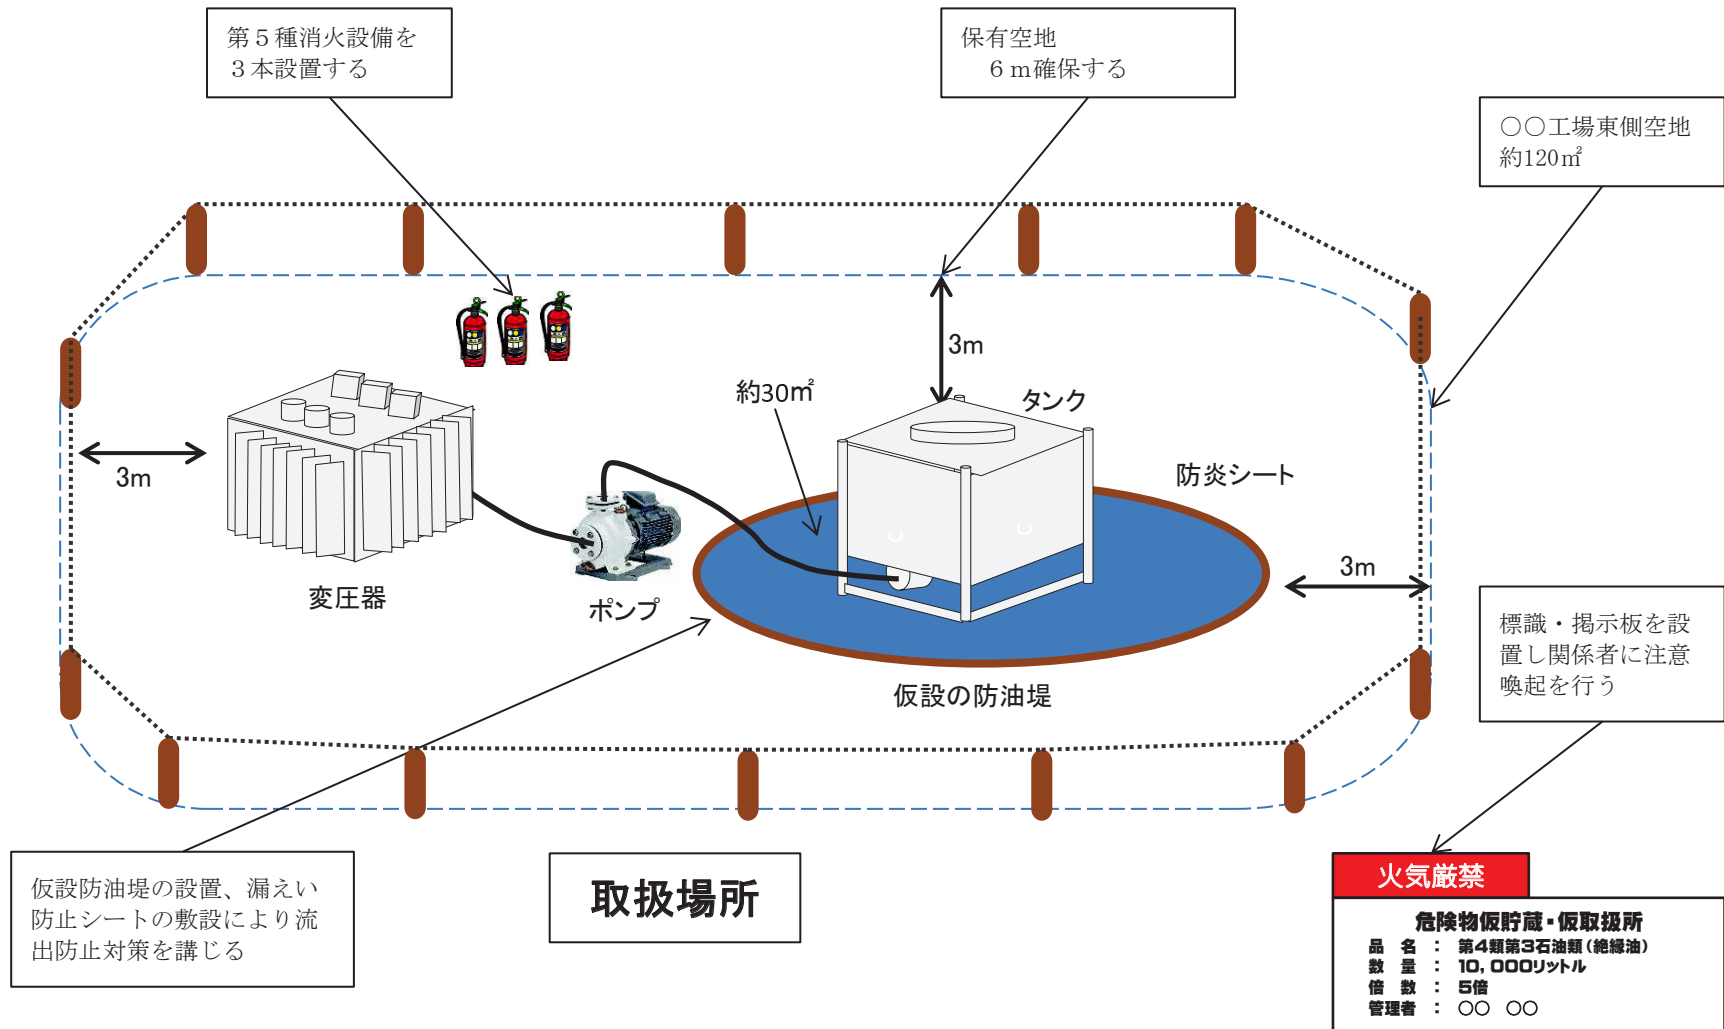 第５種消火設備を
３本設置する
保有空地
６ｍ確保する
○○工場東側空地
約120㎡
3m
約30㎡
タンク
防炎シート
3m
変圧器
ポンプ
3m
仮設の防油堤
標識・掲示板を設
置し関係者に注意
喚起を行う
仮設防油堤の設置、漏えい
防止シートの敷設により流
出防止対策を講じる
取扱場所
火気厳禁
危険物仮貯蔵・仮取扱所
品 名 ： 第4類第3石油類（絶縁油）
数 量 ： 10,000リットル
倍 数 ： 5倍
管理者 ： ○○ ○○